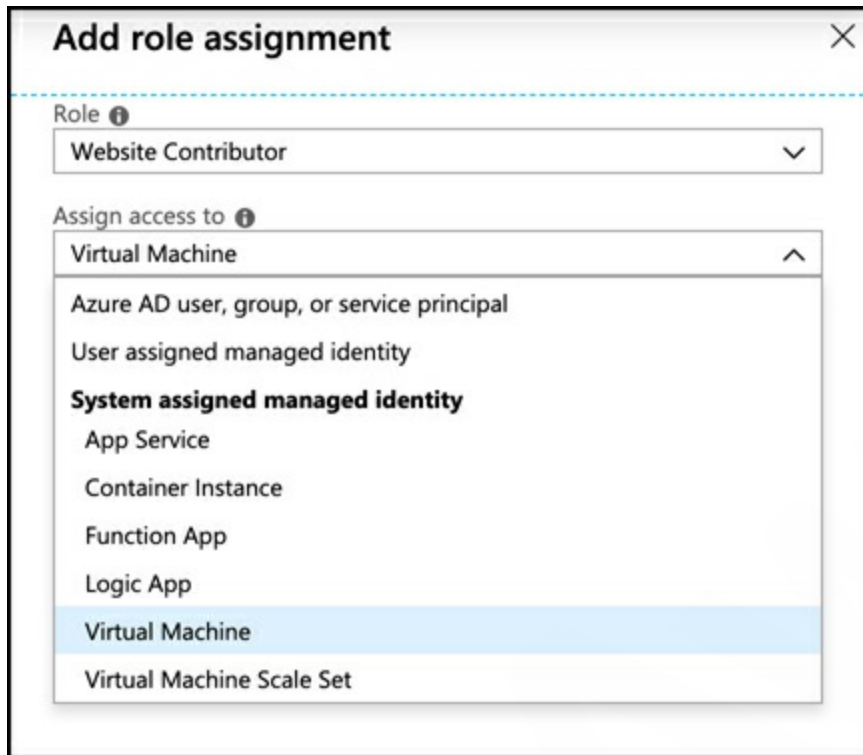 Add role assignment
Role
Website Contributor
Assign access to
Virtual Machine
Azure AD user, group, or service principal
User assigned managed identity
System assigned managed identity
App Service
Container Instance
Function App
Logic App
Virtual Machine
Virtual Machine Scale Set